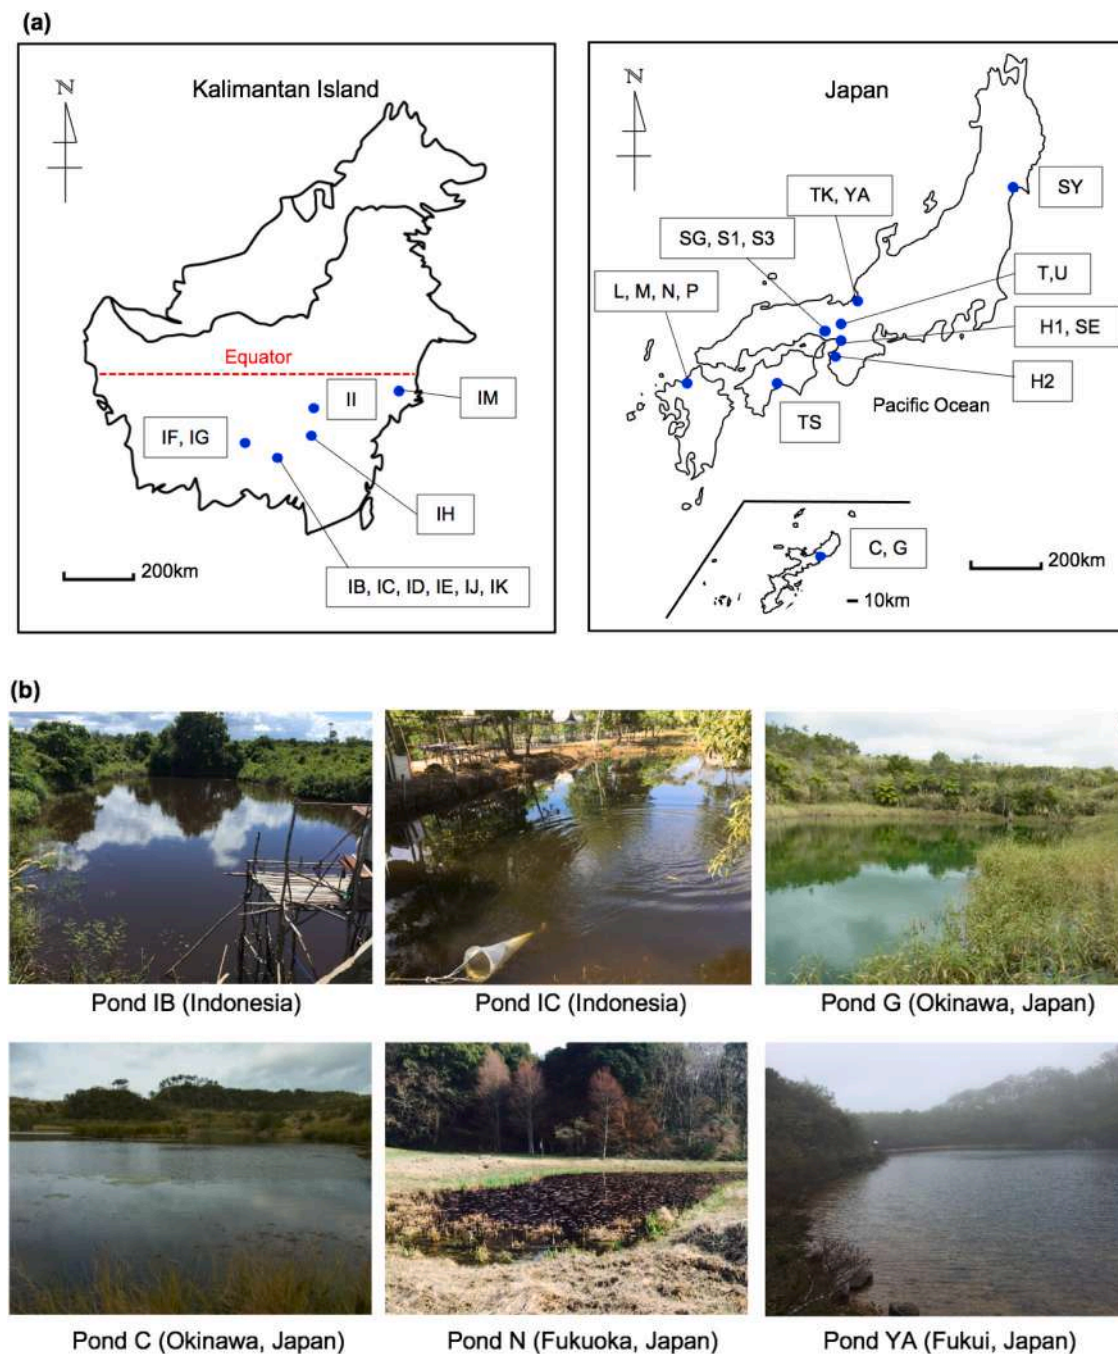 (a)
N
Kalimantan Island
Equator
II
IM
IF, IG
IH
200km
IB, IC, ID, IE, IJ, IK
N
Japan
TK, YA
SY
SG, S1, S3
L, M, N, P
T,U
H1, SE
H2
Pacific Ocean
TS
C, G
200km
10km
(b)
Pond IB (Indonesia)
Pond IC (Indonesia)
Pond G (Okinawa, Japan)
Pond C (Okinawa, Japan)
Pond N (Fukuoka, Japan)
Pond YA (Fukui, Japan)